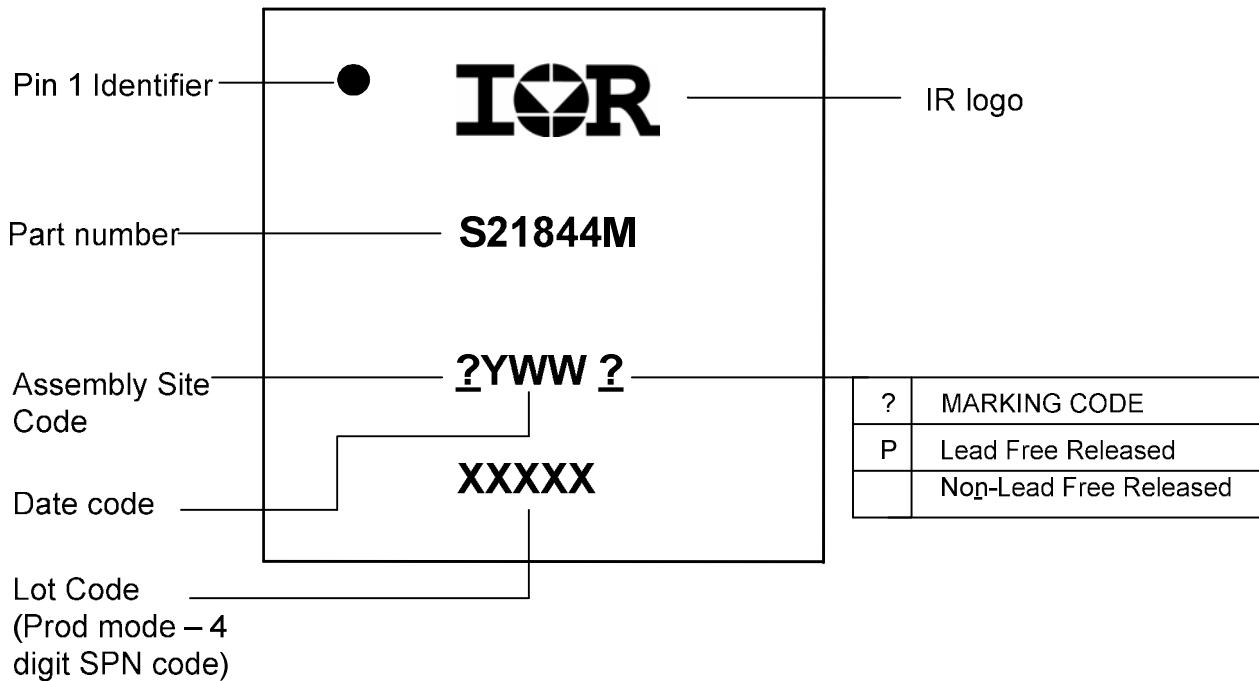 Pin 1 Identifier
IOR
IR logo
Part number
S21844M
Assembly Site
Code
?YWW ?
? MARKING CODE
P Lead Free Released
Non-Lead Free Released
Date code
XXXXX
Lot Code
(Prod mode – 4
digit SPN code)